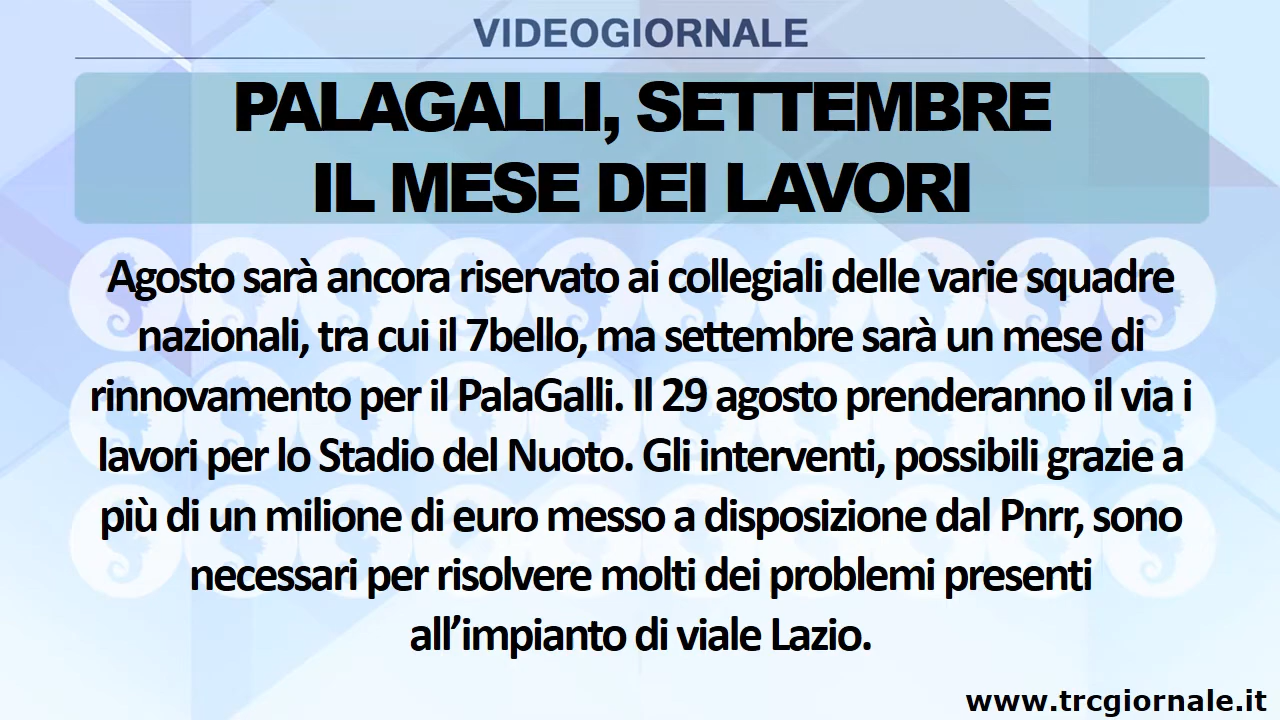 VIDEOGIORNALE
PALAGALLI, SETTEMBRE
IL MESE DEI LAVORI
Agosto sarà ancora riservato ai collegiali delle varie squadre
nazionali, tra cui il 7bello, ma settembre sarà un mese di
rinnovamento per il PalaGalli. Il 29 agosto prenderanno il via i
lavori per lo Stadio del Nuoto. Gli interventi, possibili grazie a
più di un milione di euro messo a disposizione dal Pnrr, sono
necessari per risolvere molti dei problemi presenti
all’impianto di viale Lazio.
www.trcgiornale.it